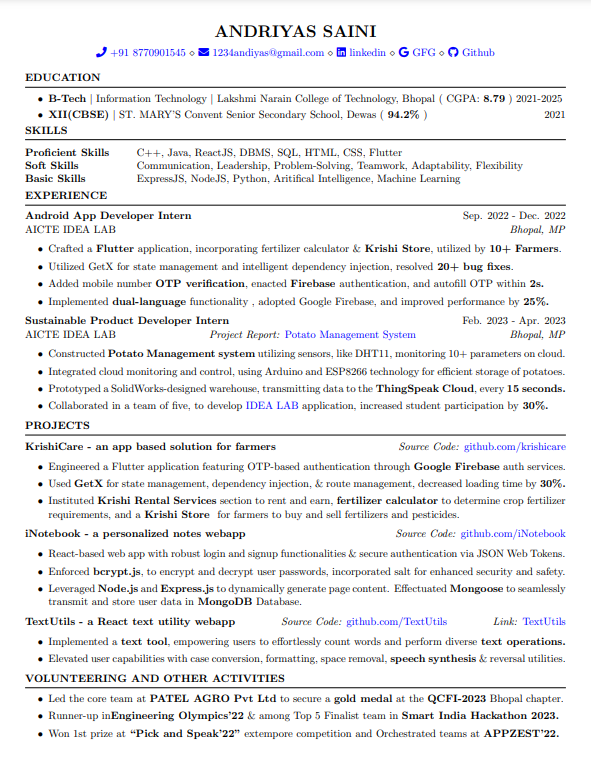 ANDRIYAS SAINI
+91 8770901545 ⋄ 1234andiyas@gmail.com ⋄ linkedin ⋄ GFG ⋄ Github
EDUCATION
• B-Tech | Information Technology | Lakshmi Narain College of Technology, Bhopal ( CGPA: 8.79 ) 2021-2025
• XII(CBSE) | ST. MARY'S Convent Senior Secondary School, Dewas ( 94.2% ) 2021
SKILLS
Proficient Skills C++, Java, ReactJS, DBMS, SQL, HTML, CSS, Flutter
Soft Skills Communication, Leadership, Problem-Solving, Teamwork, Adaptability, Flexibility
Basic Skills ExpressJS, NodeJS, Python, Aritifical Intelligence, Machine Learning
EXPERIENCE
Android App Developer Intern Sep. 2022 - Dec. 2022
AICTE IDEA LAB Bhopal, MP
• Crafted a Flutter application, incorporating fertilizer calculator & Krishi Store, utilized by 10+ Farmers.
• Utilized GetX for state management and intelligent dependency injection, resolved 20+ bug fixes.
• Added mobile number OTP verification, enacted Firebase authentication, and autofill OTP within 2s.
• Implemented dual-language functionality , adopted Google Firebase, and improved performance by 25%.
Sustainable Product Developer Intern Feb. 2023 - Apr. 2023
AICTE IDEA LAB Project Report: Potato Management System Bhopal, MP
• Constructed Potato Management system utilizing sensors, like DHT11, monitoring 10+ parameters on cloud.
• Integrated cloud monitoring and control, using Arduino and ESP8266 technology for efficient storage of potatoes.
• Prototyped a SolidWorks-designed warehouse, transmitting data to the ThingSpeak Cloud, every 15 seconds.
• Collaborated in a team of five, to develop IDEA LAB application, increased student participation by 30%.
PROJECTS
KrishiCare - an app based solution for farmers Source Code: github.com/krishicare
• Engineered a Flutter application featuring OTP-based authentication through Google Firebase auth services.
• Used GetX for state management, dependency injection, & route management, decreased loading time by 30%.
• Instituted Krishi Rental Services section to rent and earn, fertilizer calculator to determine crop fertilizer
requirements, and a Krishi Store for farmers to buy and sell fertilizers and pesticides.
iNotebook - a personalized notes webapp Source Code: github.com/iNotebook
• React-based web app with robust login and signup functionalities & secure authentication via JSON Web Tokens.
• Enforced bcrypt.js, to encrypt and decrypt user passwords, incorporated salt for enhanced security and safety.
• Leveraged Node.js and Express.js to dynamically generate page content. Effectuated Mongoose to seamlessly
transmit and store user data in MongoDB Database.
TextUtils - a React text utility webapp Source Code: github.com/TextUtils Link: TextUtils
• Implemented a text tool, empowering users to effortlessly count words and perform diverse text operations.
• Elevated user capabilities with case conversion, formatting, space removal, speech synthesis & reversal utilities.
VOLUNTEERING AND OTHER ACTIVITIES
• Led the core team at PATEL AGRO Pvt Ltd to secure a gold medal at the QCFI-2023 Bhopal chapter.
• Runner-up inEngineering Olympics'22 & among Top 5 Finalist team in Smart India Hackathon 2023.
• Won 1st prize at “Pick and Speak'22” extempore competition and Orchestrated teams at APPZEST'22.